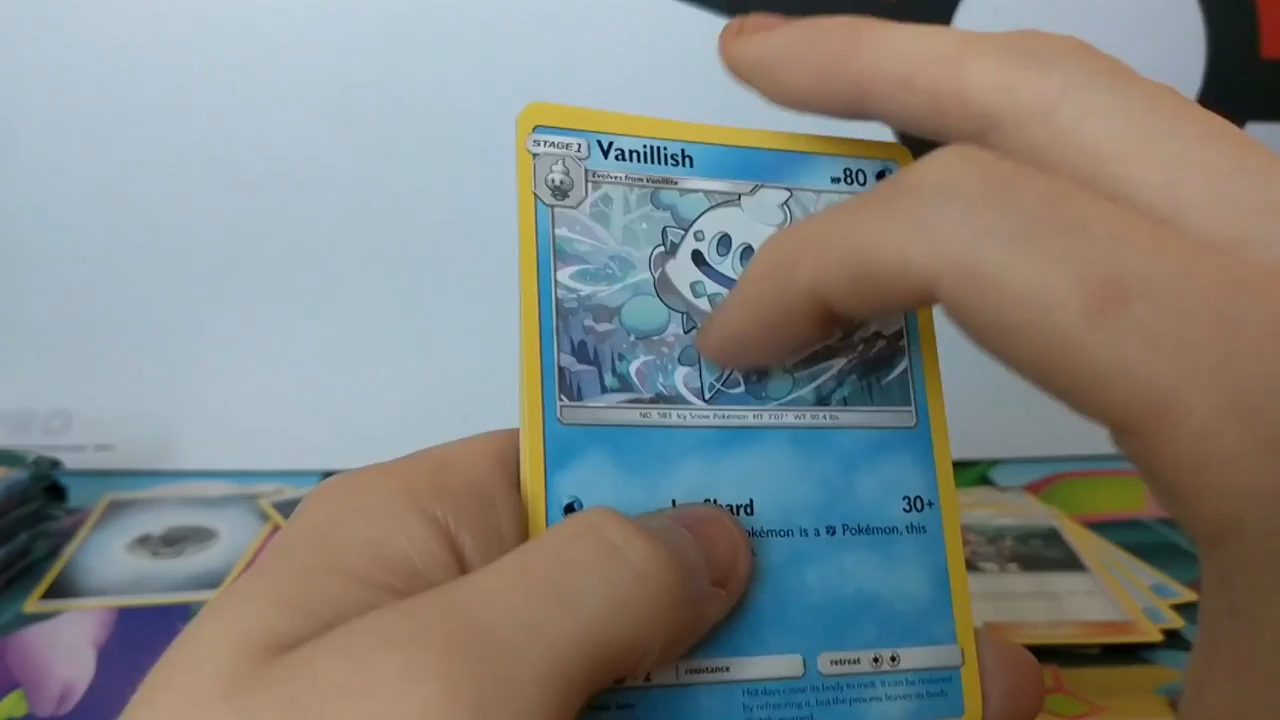 STAGE 1
Vanillish
HP 80
Evolves from Vanillite
NO. 583 Icy Snow Pokémon HT: 3'07" WT: 90.4 lbs.
30+
Pokémon, this
okémon is a
resistance
retreat
Hot days cause its body to melt. It can be restored
by refreezing it, but the process leaves its body